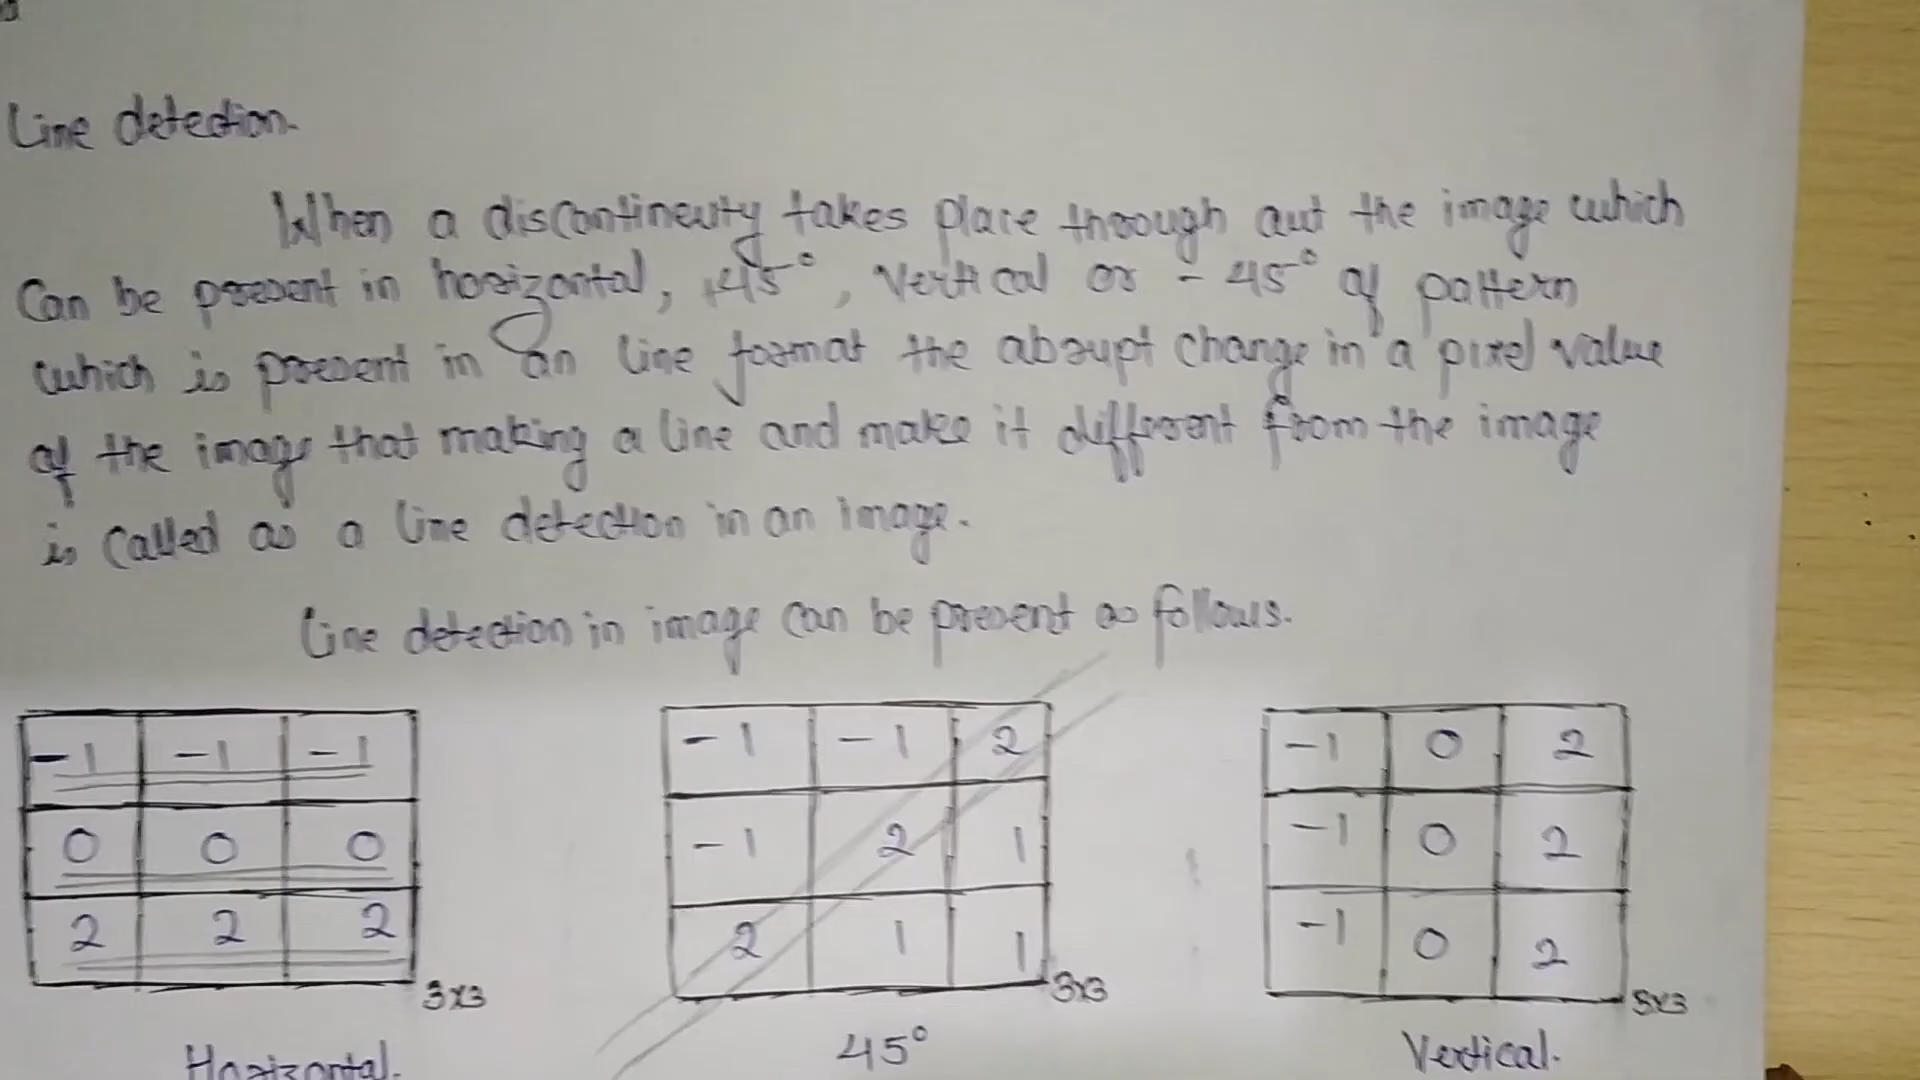 Line detection.
When a discontineuty takes place through aut the image which
Can be present in horizontal, +45°, Vertical or -45° of pattern
which is present in an line format the abrupt change in a pixel value
of the image that making a line and make it different from the image
is called as a line detection in an image.
Line detection in image can be present as follows.
-1 -1 -1
0 0 0
2 2 2
3x3
Horizontal.
-1 -1 2
-1 2 1
2 1 1
3x3
45°
-1 0 2
-1 0 2
-1 0 2
3x3
Vertical.